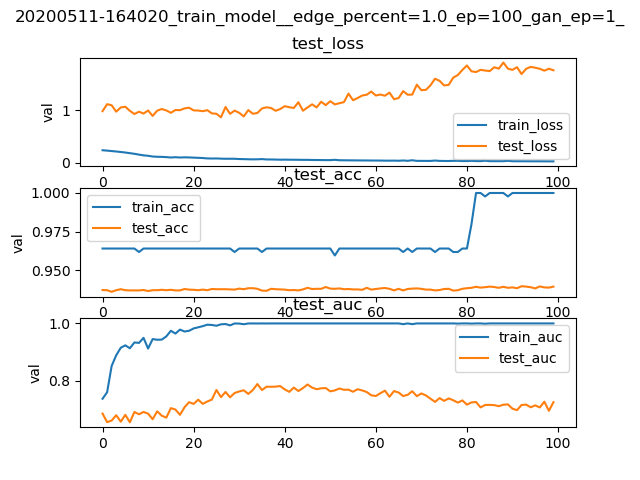 20200511-164020_train_model__edge_percent=1.0_ep=100_gan_ep=1_
test_loss
val
1
0
train_loss
test_loss
0 20 40 60 80 100
test_acc
val
1.000
0.975
0.950
train_acc
test_acc
0 20 40 60 80 100
test_auc
val
1.0
0.8
train_auc
test_auc
0 20 40 60 80 100